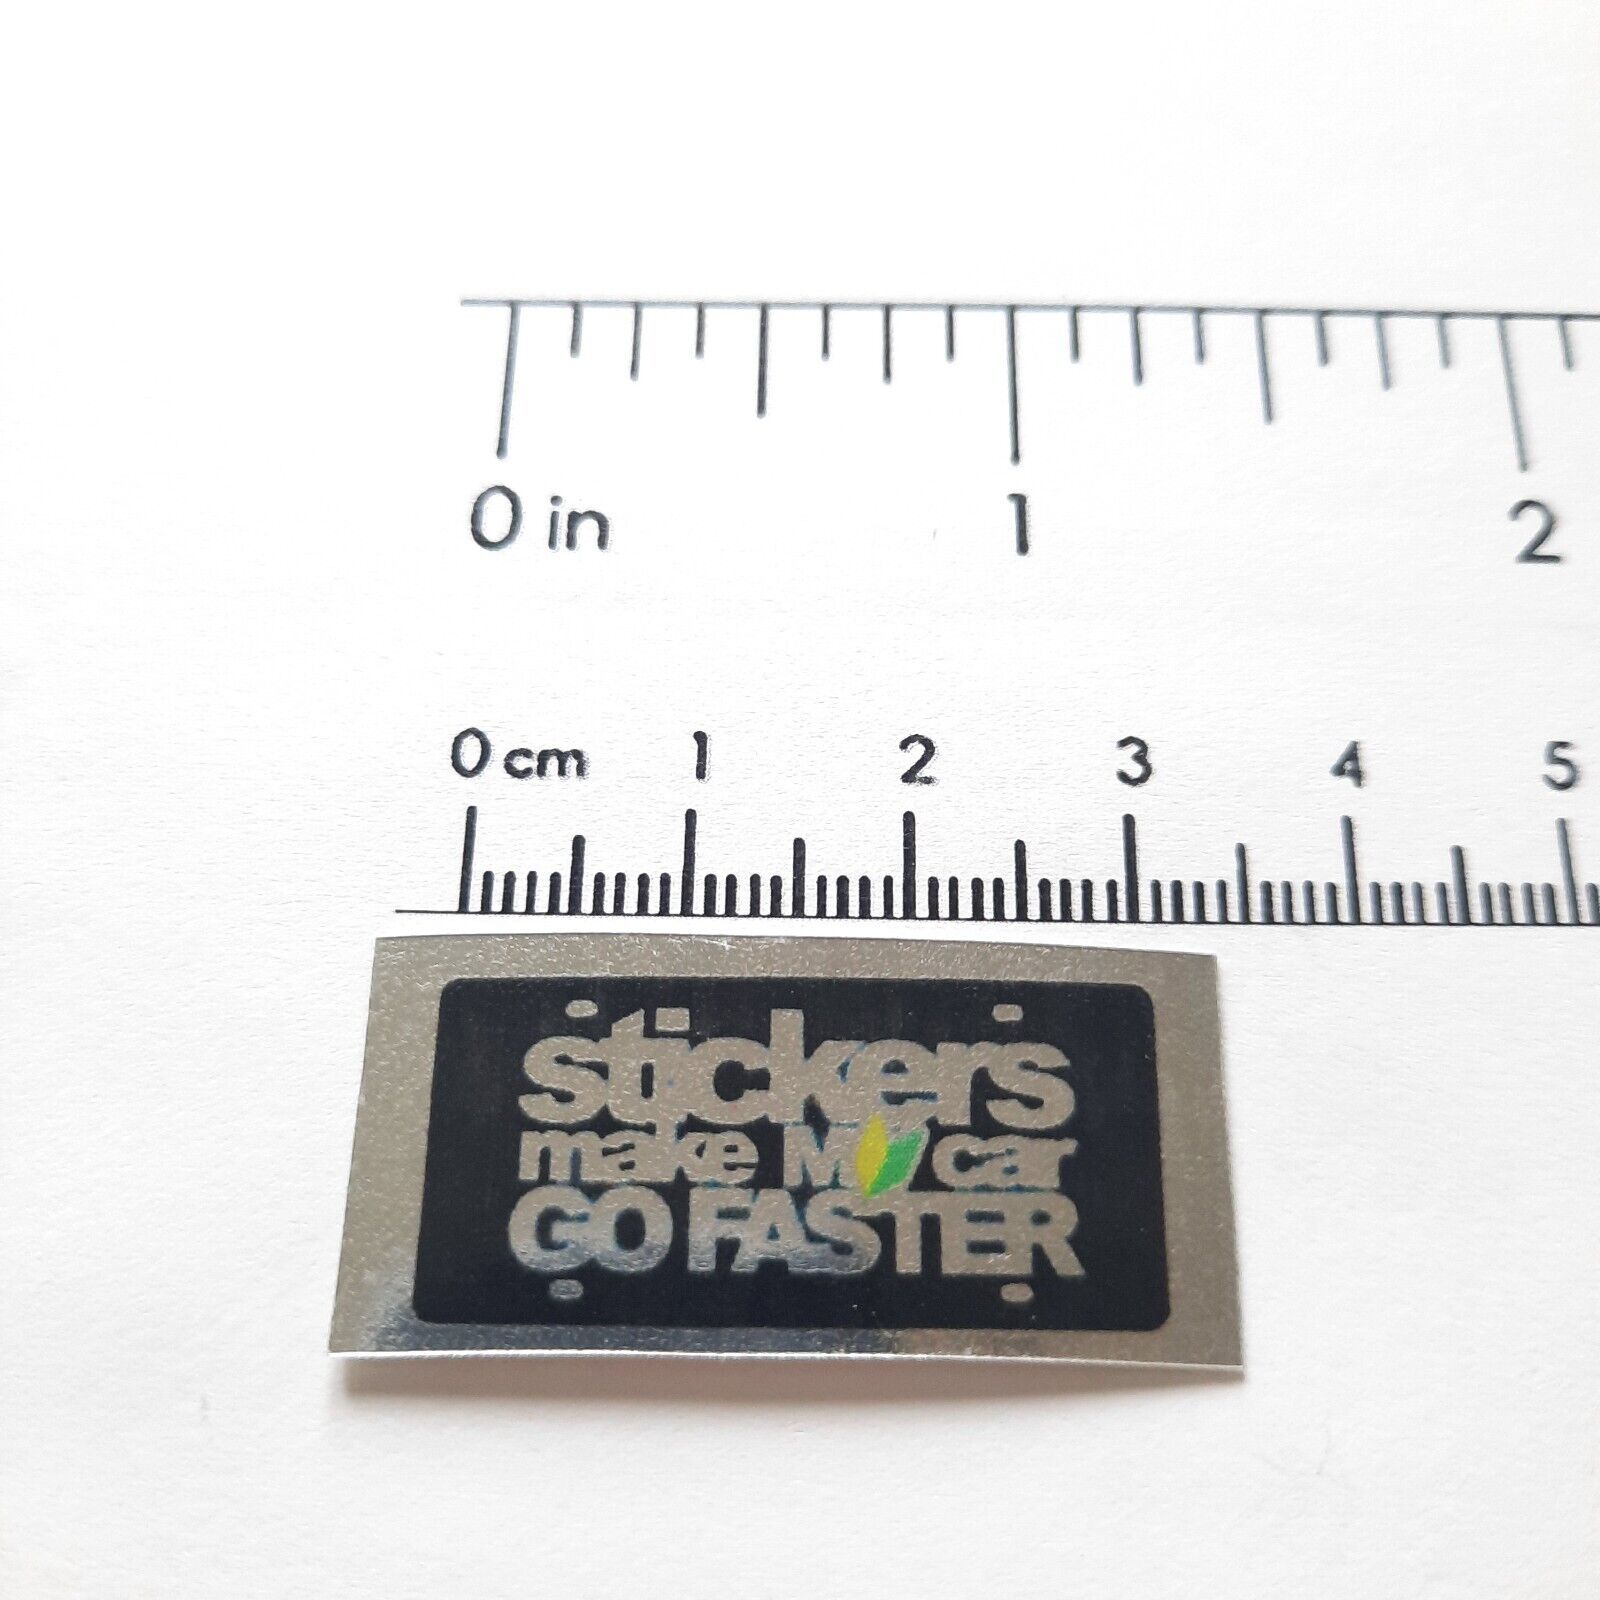 0 in 1 2
0 cm 1 2 3 4 5
stickers
make My car
GO FASTER